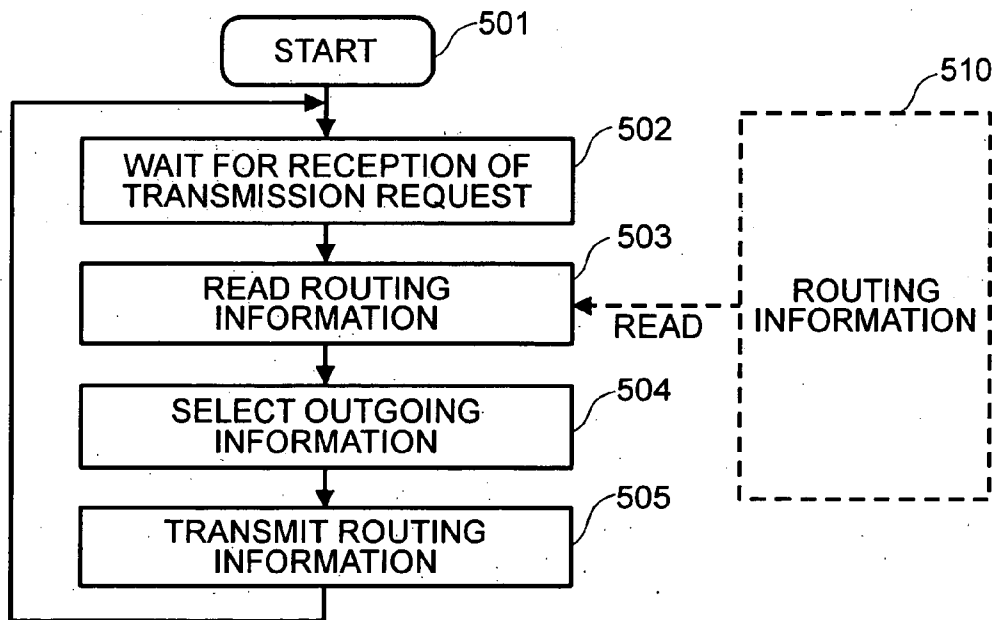 START
501
510
502
WAIT FOR RECEPTION OF
TRANSMISSION REQUEST
503
READ ROUTING
INFORMATION
READ
ROUTING
INFORMATION
504
SELECT OUTGOING
INFORMATION
505
TRANSMIT ROUTING
INFORMATION